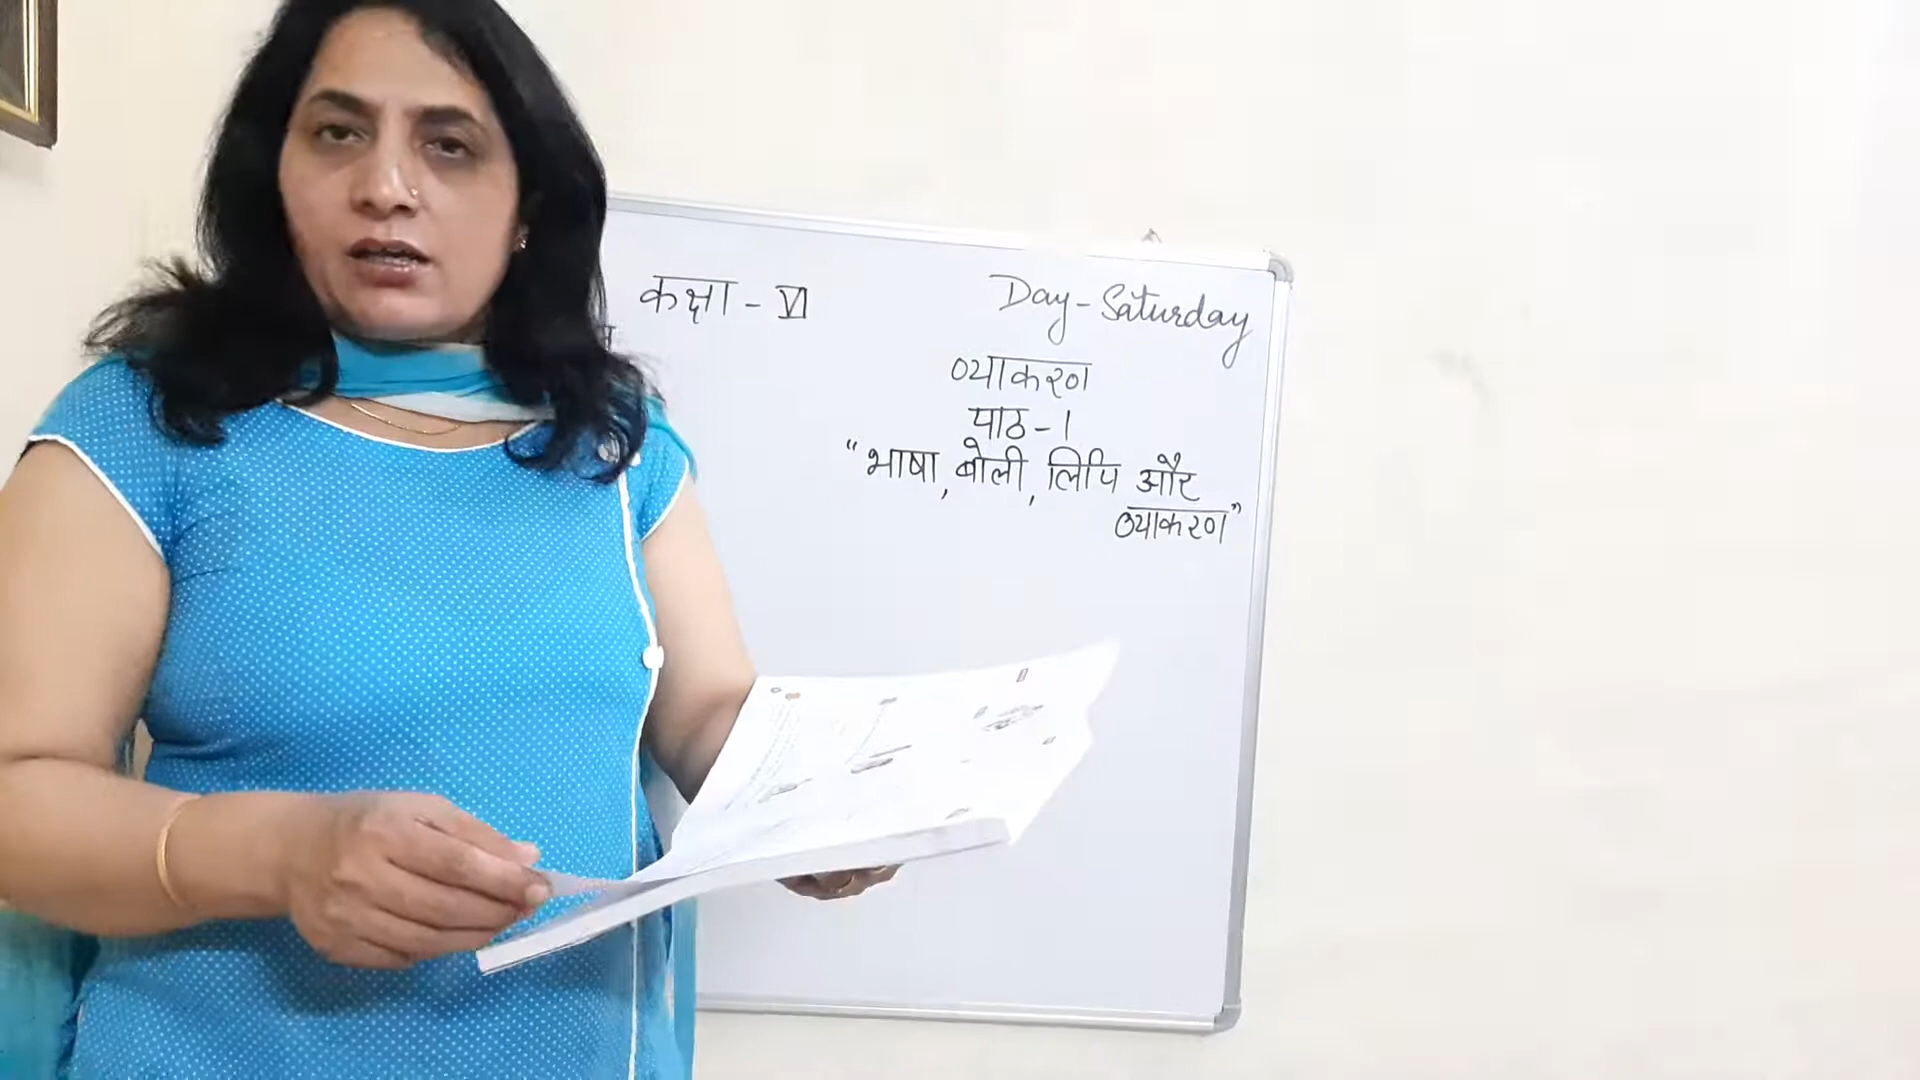 कक्षा - VI
Day - Saturday
व्याकरण
पाठ - 1
"भाषा, बोली, लिपि और
व्याकरण"